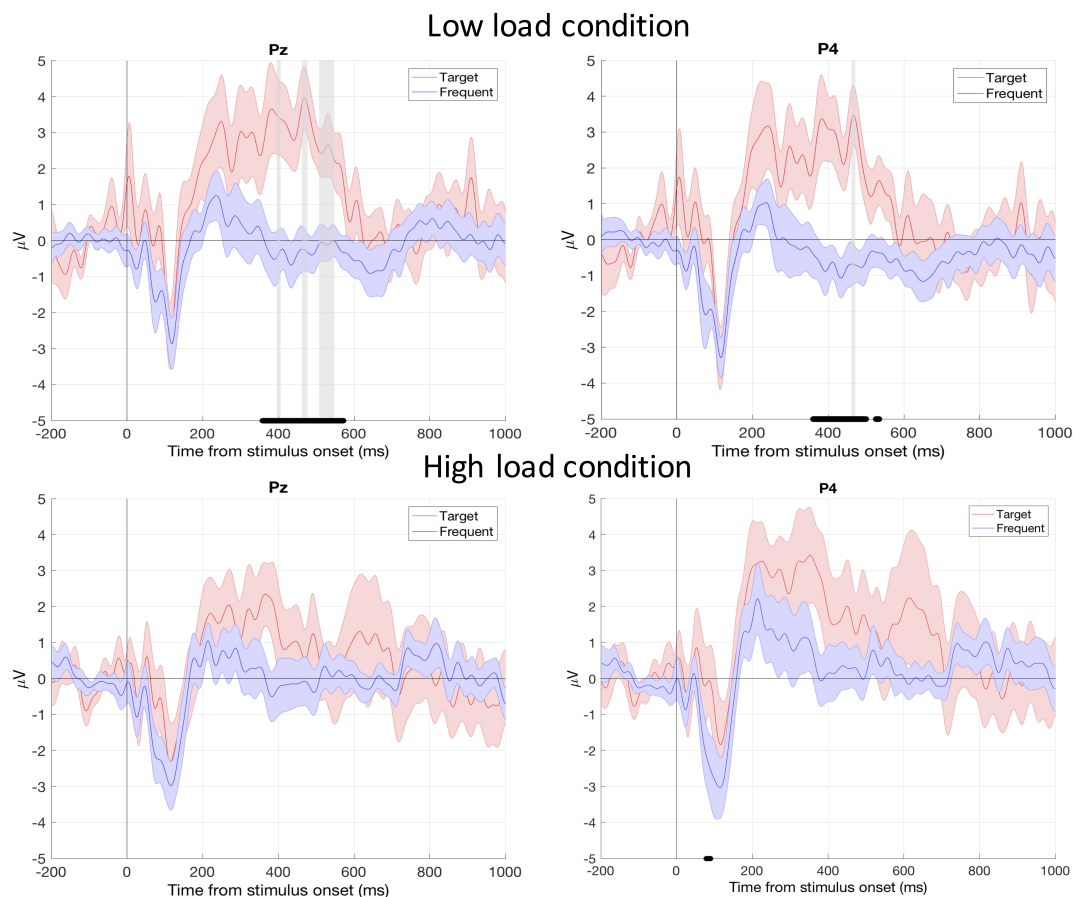 Low load condition
Pz
P4
5
4
3
2
1
0
-1
-2
-3
-4
-5
μV
Target
Frequent
-200 0 200 400 600 800 1000
Time from stimulus onset (ms)
5
4
3
2
1
0
-1
-2
-3
-4
-5
μV
Target
Frequent
-200 0 200 400 600 800 1000
Time from stimulus onset (ms)
High load condition
Pz
P4
5
4
3
2
1
0
-1
-2
-3
-4
-5
μV
Target
Frequent
-200 0 200 400 600 800 1000
Time from stimulus onset (ms)
5
4
3
2
1
0
-1
-2
-3
-4
-5
μV
Target
Frequent
-200 0 200 400 600 800 1000
Time from stimulus onset (ms)